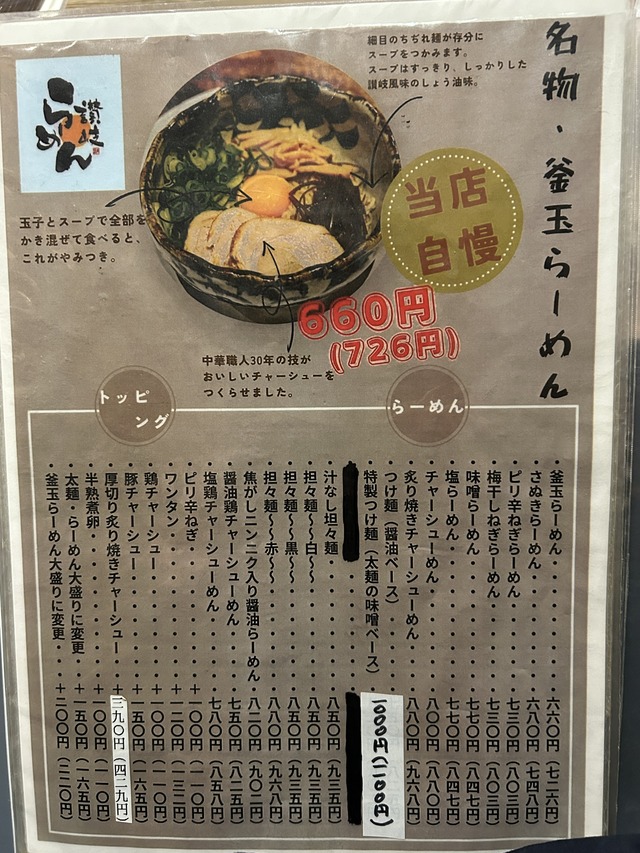 名物・釜玉らーめん
細目のちぢれ麺が存分に
スープをつかみます。
スープはすっきり、しっかりした
讃岐風味のしょう油味。
讃岐
らーめん
当店
自慢
玉子とスープで全部を
かき混ぜて食べると、
これがやみつき。
660円
(726円)
中華職人30年の技が
おいしいチャーシューを
つくらせました。
らーめん
釜玉らーめん・・・・・・・六六〇円(七二六円)
さぬきらーめん・・・・・・六八〇円(七四八円)
ピリ辛ねぎらーめん・・・・七三〇円(八〇三円)
梅干しねぎらーめん・・・・七三〇円(八〇三円)
味噌らーめん・・・・・・・七七〇円(八四七円)
塩らーめん・・・・・・・・七七〇円(八四七円)
チャーシューめん・・・・・八〇〇円(八八〇円)
炙り焼きチャーシューめん・・八八〇円(九六八円)
つけ麺(醤油ベース)・・・・
特製つけ麺(太麺の味噌ベース)
1000円(1100円)
汁なし坦々麺・・・・・・・八五〇円(九三五円)
担々麺〜白〜・・・・・・・八五〇円(九三五円)
担々麺〜黒〜・・・・・・・八五〇円(九三五円)
担々麺〜赤〜・・・・・・・八八〇円(九六八円)
焦がしニンニク入り醤油らーめん・八二〇円(九〇二円)
醤油鶏チャーシューめん・・・七五〇円(八二五円)
塩鶏チャーシューめん・・・・七八〇円(八五八円)
トッピ
ング
ピリ辛ねぎ・・・・・・・+一〇〇円(一一〇円)
ワンタン・・・・・・・・+一二〇円(一三二円)
鶏チャーシュー・・・・・+一〇〇円(一一〇円)
豚チャーシュー・・・・・+一五〇円(一六五円)
厚切り炙り焼きチャーシュー・・+三九〇円(四二九円)
半熟煮卵・・・・・・・・+一〇〇円(一一〇円)
太麺・らーめん大盛りに変更・・+一五〇円(一六五円)
釜玉らーめん大盛りに変更・・+二〇〇円(二二〇円)